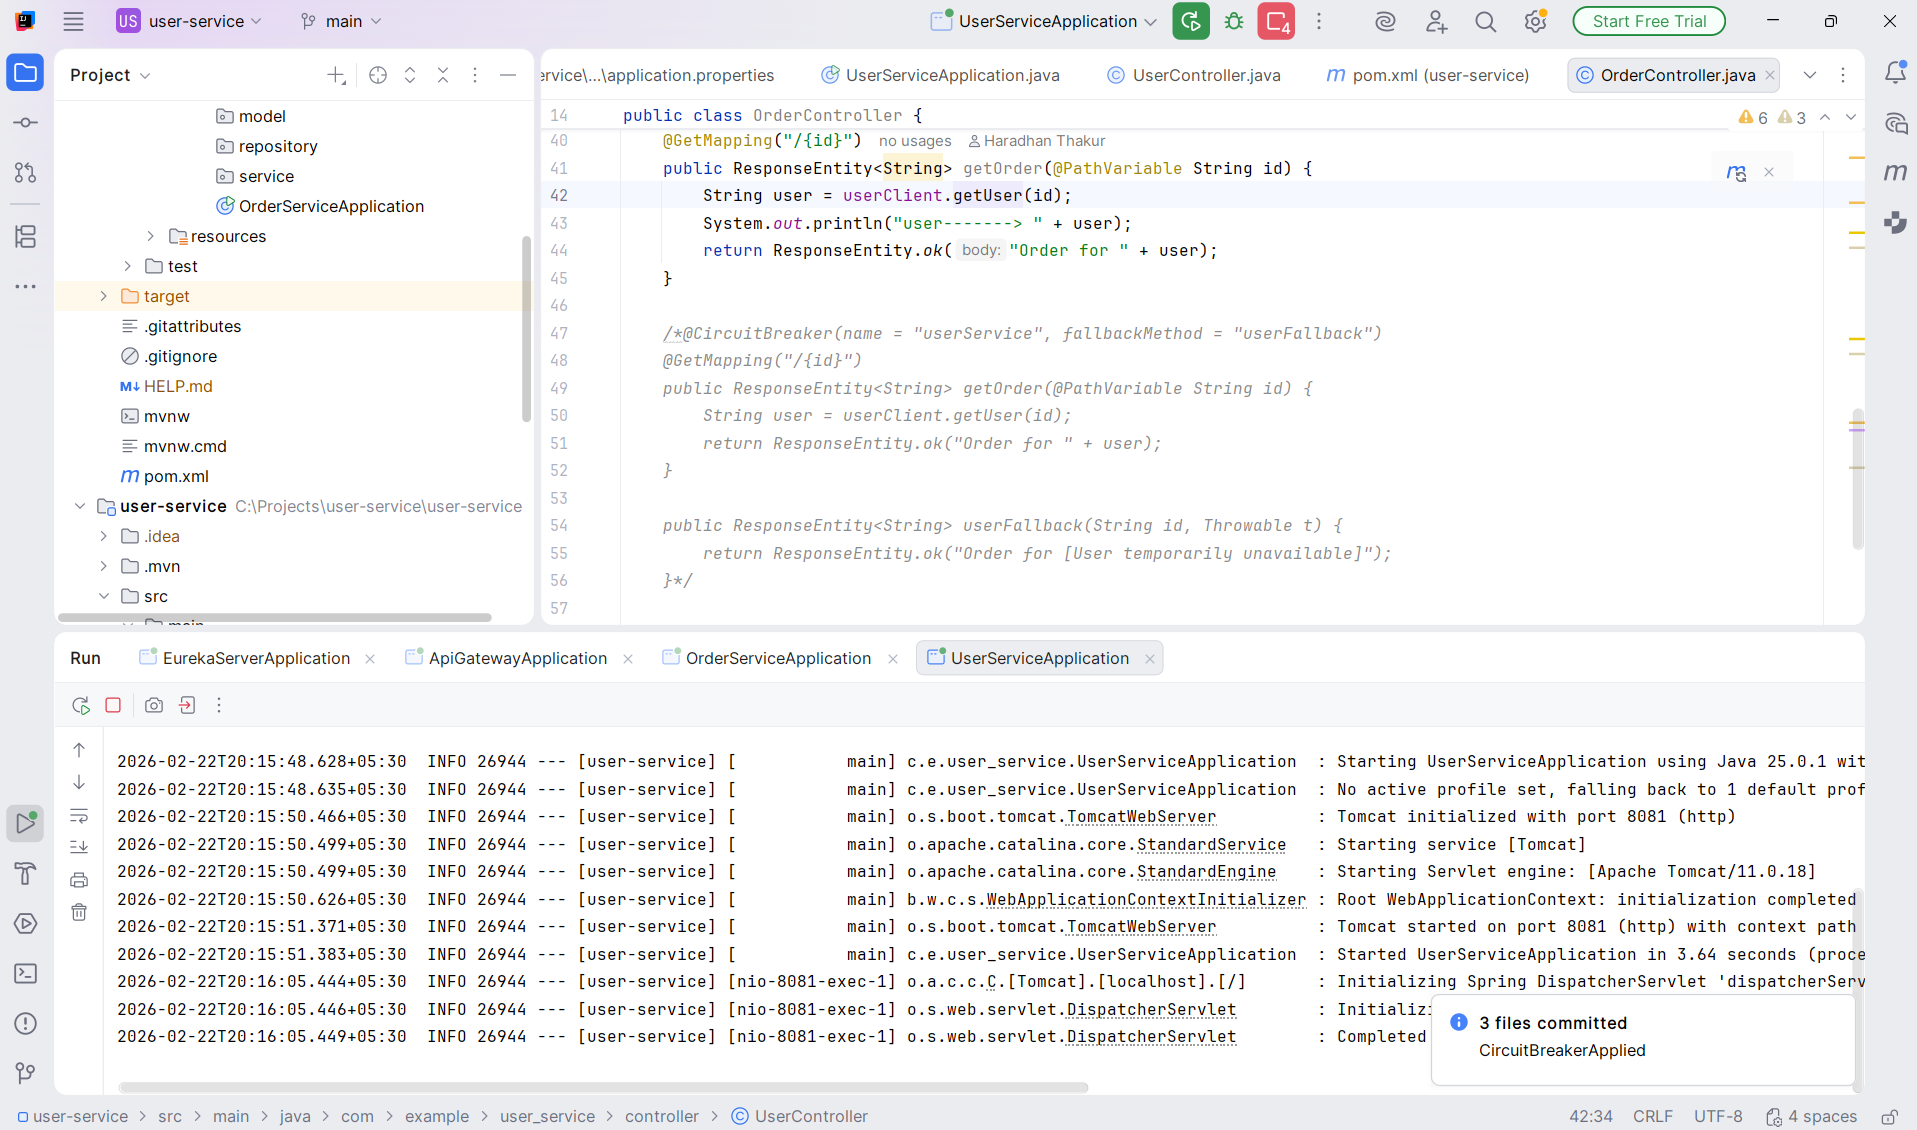 US user-service
main
UserServiceApplication
4
Start Free Trial
Project
ervice\...\application.properties
UserServiceApplication.java
UserController.java
m pom.xml (user-service)
OrderController.java
model
repository
service
OrderServiceApplication
resources
test
target
.gitattributes
.gitignore
M↓ HELP.md
mvnw
mvnw.cmd
m pom.xml
user-service C:\Projects\user-service\user-service
.idea
.mvn
src
main
14 public class OrderController {
6 3
40 @GetMapping("/{id}") no usages Haradhan Thakur
41 public ResponseEntity<String> getOrder(@PathVariable String id) {
42 String user = userClient.getUser(id);
43 System.out.println("user-------> " + user);
44 return ResponseEntity.ok( body: "Order for " + user);
45 }
46
47 /*@CircuitBreaker(name = "userService", fallbackMethod = "userFallback")
48 @GetMapping("/{id}")
49 public ResponseEntity<String> getOrder(@PathVariable String id) {
50 String user = userClient.getUser(id);
51 return ResponseEntity.ok("Order for " + user);
52 }
53
54 public ResponseEntity<String> userFallback(String id, Throwable t) {
55 return ResponseEntity.ok("Order for [User temporarily unavailable]");
56 }*/
57
Run
EurekaServerApplication
ApiGatewayApplication
OrderServiceApplication
UserServiceApplication
2026-02-22T20:15:48.628+05:30 INFO 26944 --- [user-service] [ main] c.e.user_service.UserServiceApplication : Starting UserServiceApplication using Java 25.0.1 wit
2026-02-22T20:15:48.635+05:30 INFO 26944 --- [user-service] [ main] c.e.user_service.UserServiceApplication : No active profile set, falling back to 1 default prof
2026-02-22T20:15:50.466+05:30 INFO 26944 --- [user-service] [ main] o.s.boot.tomcat.TomcatWebServer : Tomcat initialized with port 8081 (http)
2026-02-22T20:15:50.499+05:30 INFO 26944 --- [user-service] [ main] o.apache.catalina.core.StandardService : Starting service [Tomcat]
2026-02-22T20:15:50.499+05:30 INFO 26944 --- [user-service] [ main] o.apache.catalina.core.StandardEngine : Starting Servlet engine: [Apache Tomcat/11.0.18]
2026-02-22T20:15:50.626+05:30 INFO 26944 --- [user-service] [ main] b.w.c.s.WebApplicationContextInitializer : Root WebApplicationContext: initialization completed
2026-02-22T20:15:51.371+05:30 INFO 26944 --- [user-service] [ main] o.s.boot.tomcat.TomcatWebServer : Tomcat started on port 8081 (http) with context path
2026-02-22T20:15:51.383+05:30 INFO 26944 --- [user-service] [ main] c.e.user_service.UserServiceApplication : Started UserServiceApplication in 3.64 seconds (proce
2026-02-22T20:16:05.444+05:30 INFO 26944 --- [user-service] [nio-8081-exec-1] o.a.c.c.C.[Tomcat].[localhost].[/] : Initializing Spring DispatcherServlet 'dispatcherServ
2026-02-22T20:16:05.446+05:30 INFO 26944 --- [user-service] [nio-8081-exec-1] o.s.web.servlet.DispatcherServlet : Initializi
2026-02-22T20:16:05.449+05:30 INFO 26944 --- [user-service] [nio-8081-exec-1] o.s.web.servlet.DispatcherServlet : Completed
3 files committed
CircuitBreakerApplied
user-service > src > main > java > com > example > user_service > controller > UserController
42:34 CRLF UTF-8 4 spaces